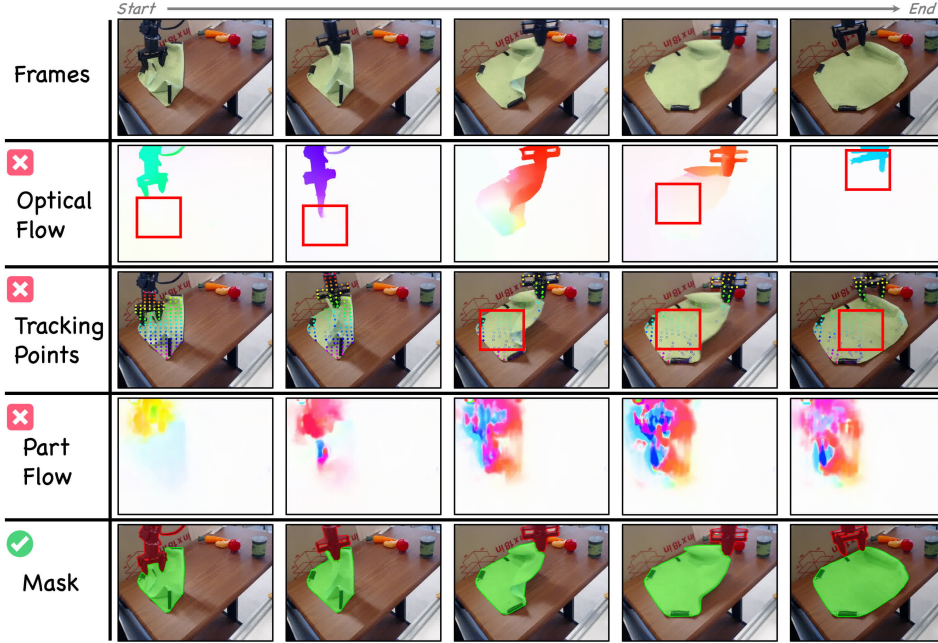 Start
End
Frames
Optical
Flow
Tracking
Points
Part
Flow
Mask